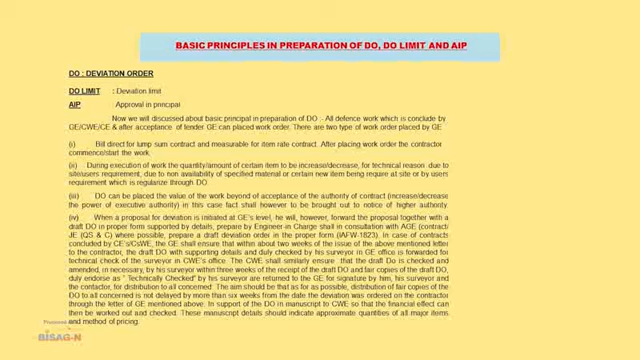 BASIC PRINCIPLES IN PREPARATION OF DO, DO LIMIT AND AIP
DO : DEVIATION ORDER
DO LIMIT : Deviation limit
AIP : Approval in principal
Now we will discussed about basic principal in preparation of DO :- All defence work which is conclude by
GE/CWE/CE & after acceptance of tender GE can placed work order. There are two type of work order placed by GE
(i) Bill direct for lump sum contract and measurable for item rate contract. After placing work order the contractor
commence/start the work.
(ii) During execution of work the quantity/amount of certain item to be increase/decrease, for technical reason due to
site/users requirement, due to non availability of specified material or certain new item being require at site or by users
requirement which is regularize through DO.
(iii) DO can be placed the value of the work beyond of acceptance of the authority of contract (increase/decrease
(the power of executive authority) in this case fact shall however to be brought out to notice of higher authority.
(iv) When a proposal for deviation is initiated at GE's level, he will, however, forward the proposal together with a
draft DO in proper form supported by details, prepare by Engineer-in Charge shall in consultation with AGE (contract/
JE (QS & C) where possible, prepare a draft deviation order in the proper form (IAFW-1823). In case of contracts
concluded by CE's/CsWE, the GE shall ensure that within about two weeks of the issue of the above mentioned letter
to the contractor, the draft DO with supporting details and duly checked by his surveyor in GE office is forwarded for
technical check of the surveyor in CWE's office. The CWE shall similarly ensure that the draft Do is checked and
amended, in necessary, by his surveyor within three weeks of the receipt of the draft DO and fair copies of the draft DO,
duly endorse as " Technically Checked" by his surveyor are returned to the GE for signature by him, his surveyor and
the contactor, for distribution to all concerned. The aim should be that as for as possible, distribution of fair copies of the
DO to all concerned is not delayed by more than six weeks from the date the deviation was ordered on the contractor
through the letter of GE mentioned above. In support of the DO in manuscript to CWE so that the financial effect can
then be worked out and checked. These manuscript details should indicate approximate quantities of all major items
and method of pricing.
BISAG-N